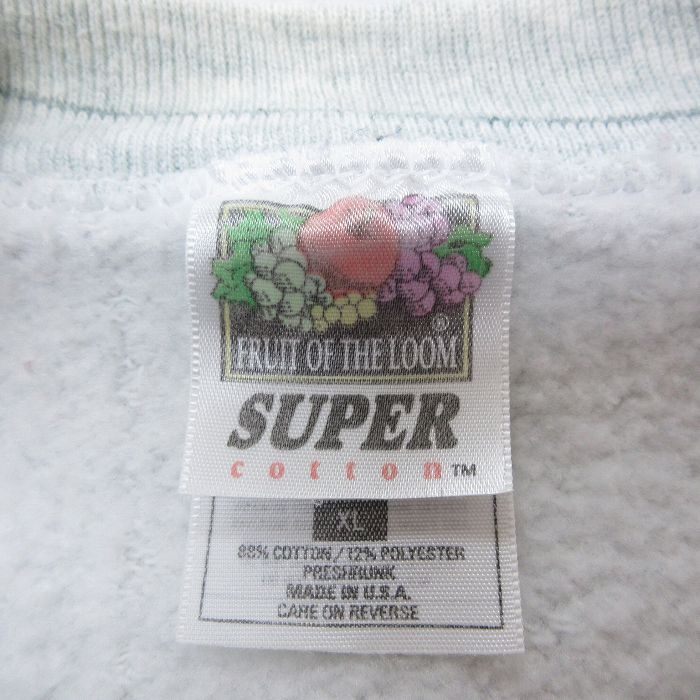 FRUIT OF THE LOOM®
SUPER
cotton™
XL
88% COTTON/12% POLYESTER
PRESHRUNK
MADE IN U.S.A.
CARE ON REVERSE